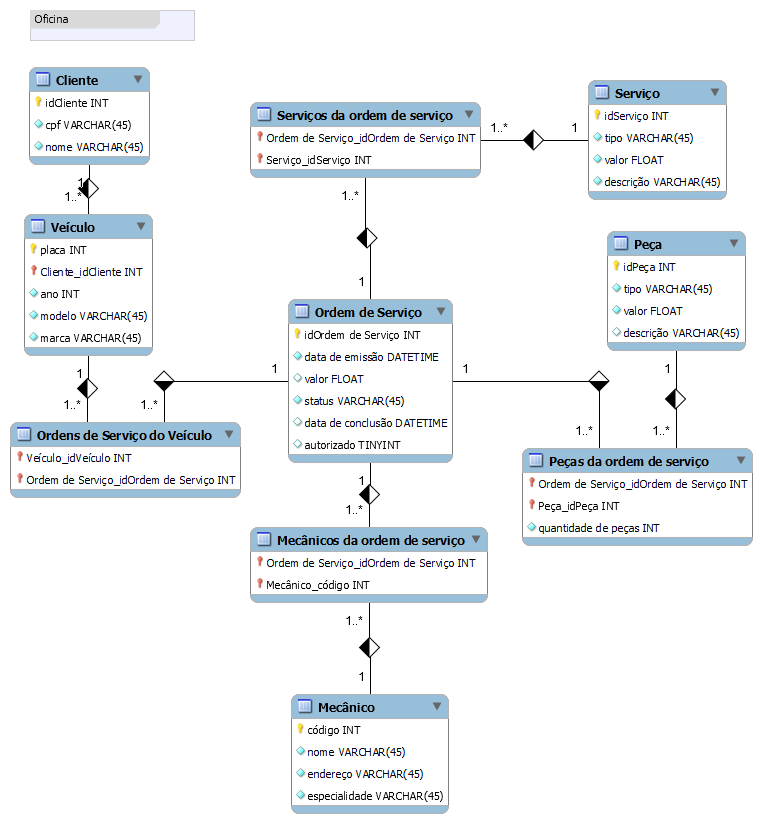 Oficina
Cliente
idCliente INT
cpf VARCHAR(45)
nome VARCHAR(45)
1
1..*
Veículo
placa INT
Cliente_idCliente INT
ano INT
modelo VARCHAR(45)
marca VARCHAR(45)
1
1..*
Ordens de Serviço do Veículo
Veículo_idVeículo INT
Ordem de Serviço_idOrdem de Serviço INT
1
1..*
Serviços da ordem de serviço
Ordem de Serviço_idOrdem de Serviço INT
Serviço_idServiço INT
1..*
1
Serviço
idServiço INT
tipo VARCHAR(45)
valor FLOAT
descrição VARCHAR(45)
1..*
1
Ordem de Serviço
idOrdem de Serviço INT
data de emissão DATETIME
valor FLOAT
status VARCHAR(45)
data de conclusão DATETIME
autorizado TINYINT
1
1..*
Peça
idPeça INT
tipo VARCHAR(45)
valor FLOAT
descrição VARCHAR(45)
1
1..*
Peças da ordem de serviço
Ordem de Serviço_idOrdem de Serviço INT
Peça_idPeça INT
quantidade de peças INT
1
1..*
Mecânicos da ordem de serviço
Ordem de Serviço_idOrdem de Serviço INT
Mecânico_código INT
1..*
1
Mecânico
código INT
nome VARCHAR(45)
endereço VARCHAR(45)
especialidade VARCHAR(45)